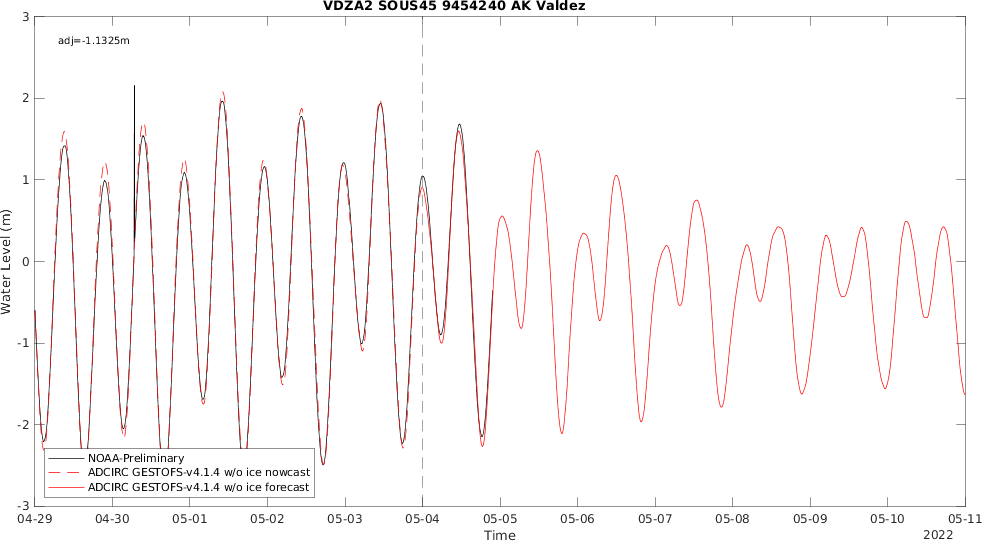 VDZA2 SOUS45 9454240 AK Valdez
adj=-1.1325m
Water Level (m)
3
2
1
0
-1
-2
-3
NOAA-Preliminary
ADCIRC GESTOFS-v4.1.4 w/o ice nowcast
ADCIRC GESTOFS-v4.1.4 w/o ice forecast
04-29 04-30 05-01 05-02 05-03 05-04 05-05 05-06 05-07 05-08 05-09 05-10 05-11
Time
2022